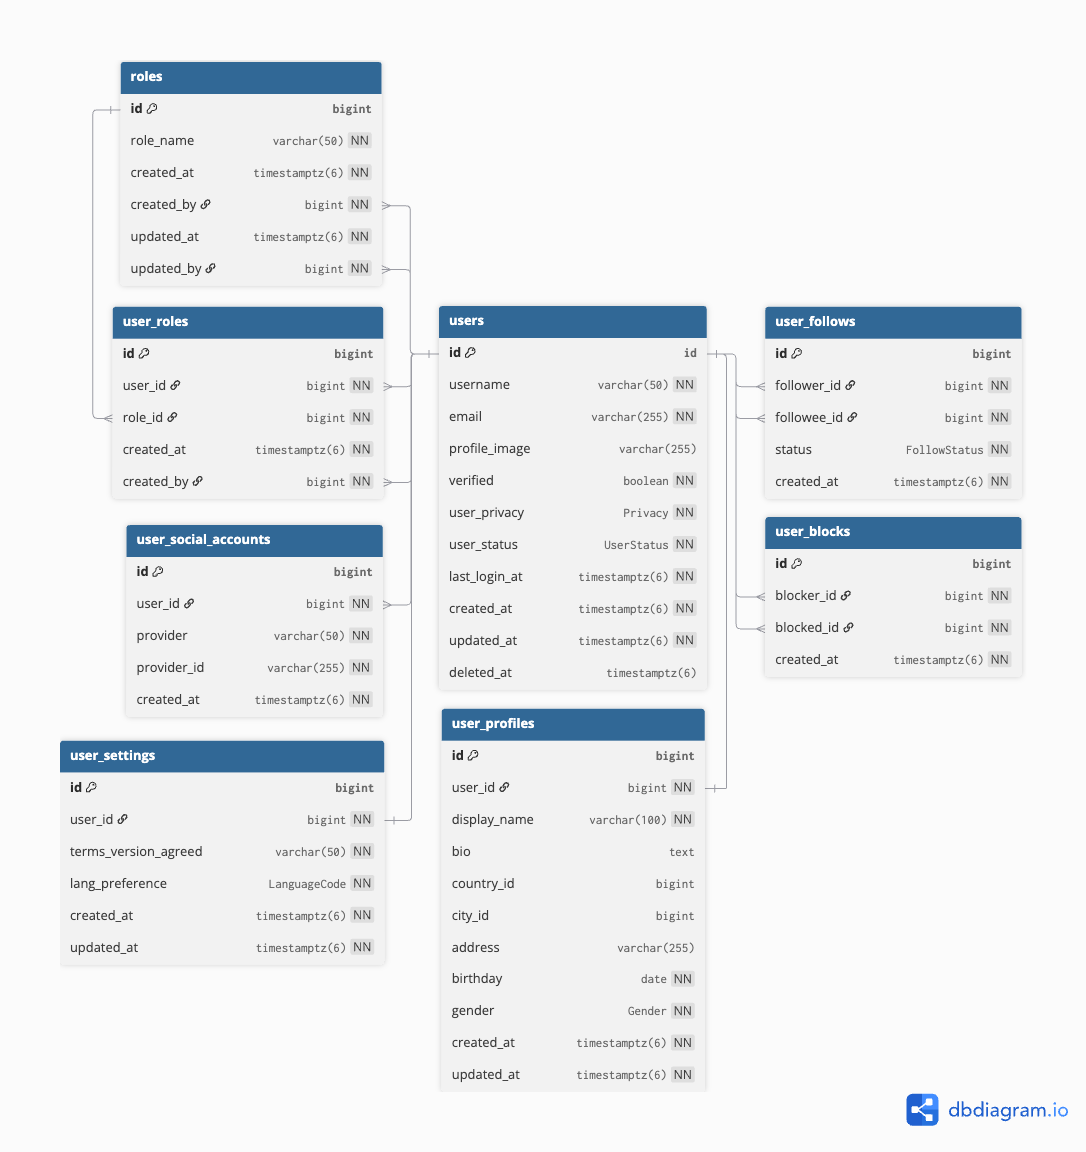 roles
id bigint
role_name varchar(50) NN
created_at timestamptz(6) NN
created_by bigint NN
updated_at timestamptz(6) NN
updated_by bigint NN
user_roles
id bigint
user_id bigint NN
role_id bigint NN
created_at timestamptz(6) NN
created_by bigint NN
user_social_accounts
id bigint
user_id bigint NN
provider varchar(50) NN
provider_id varchar(255) NN
created_at timestamptz(6) NN
user_settings
id bigint
user_id bigint NN
terms_version_agreed varchar(50) NN
lang_preference LanguageCode NN
created_at timestamptz(6) NN
updated_at timestamptz(6) NN
users
id id
username varchar(50) NN
email varchar(255) NN
profile_image varchar(255)
verified boolean NN
user_privacy Privacy NN
user_status UserStatus NN
last_login_at timestamptz(6) NN
created_at timestamptz(6) NN
updated_at timestamptz(6) NN
deleted_at timestamptz(6)
user_profiles
id bigint
user_id bigint NN
display_name varchar(100) NN
bio text
country_id bigint
city_id bigint
address varchar(255)
birthday date NN
gender Gender NN
created_at timestamptz(6) NN
updated_at timestamptz(6) NN
user_follows
id bigint
follower_id bigint NN
followee_id bigint NN
status FollowStatus NN
created_at timestamptz(6) NN
user_blocks
id bigint
blocker_id bigint NN
blocked_id bigint NN
created_at timestamptz(6) NN
dbdiagram.io